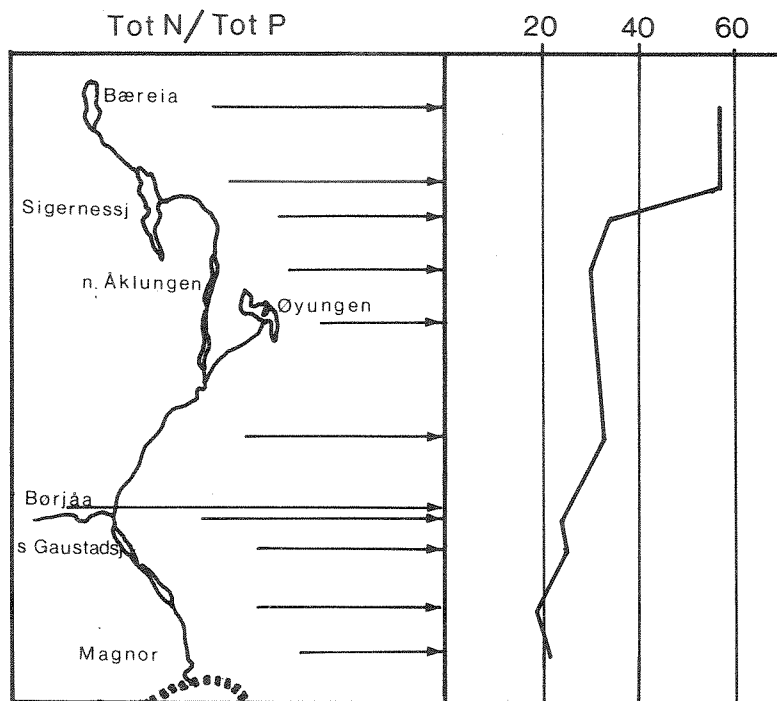 Tot N/Tot P
20 40 60
Bæreia
Sigernessj
n. Åklungen
Øyungen
Børjåa
s Gaustadsj
Magnor